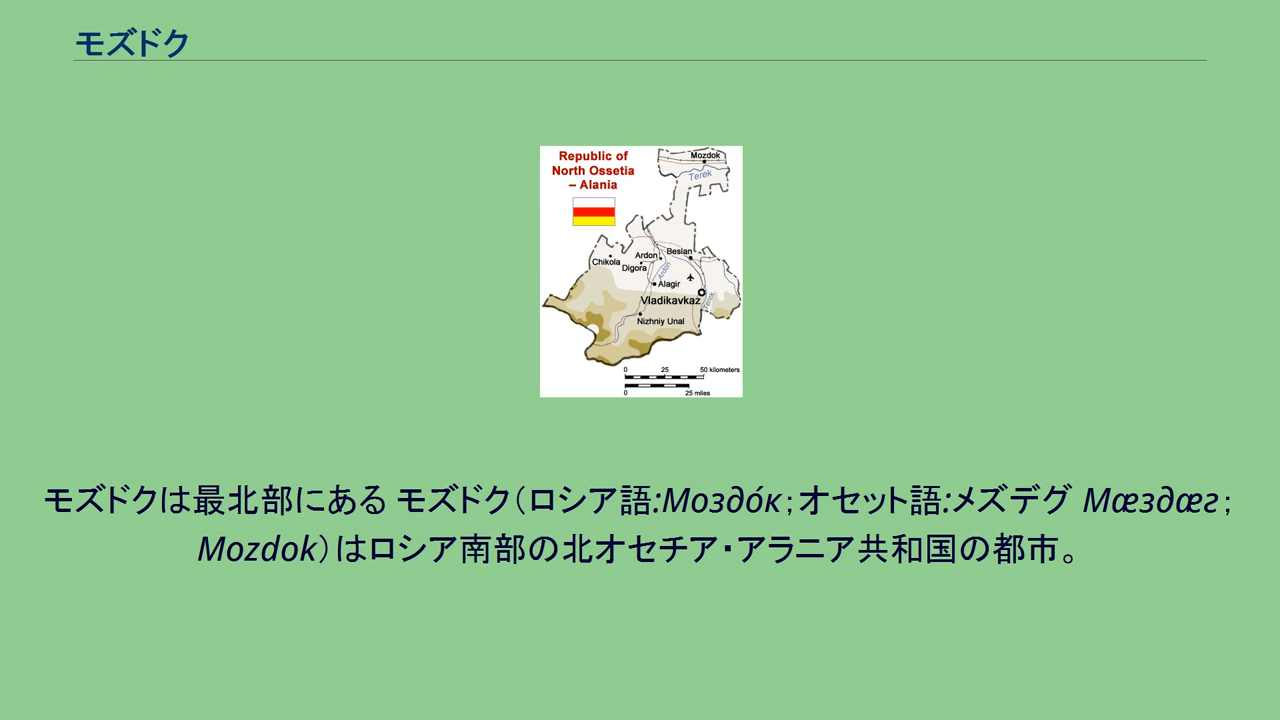 モズドク
Republic of
North Ossetia
– Alania
Mozdok
Terek
Ardon
Beslan
Chikola
Digora
Ardon
Alagir
Vladikavkaz
Terek
Nizhniy Unal
0 25 50 kilometers
0 25 miles
モズドクは最北部にある モズドク（ロシア語:Моздо́к；オセット語:メズデグ Мæздæг；
Mozdok）はロシア南部の北オセチア・アラニア共和国の都市。